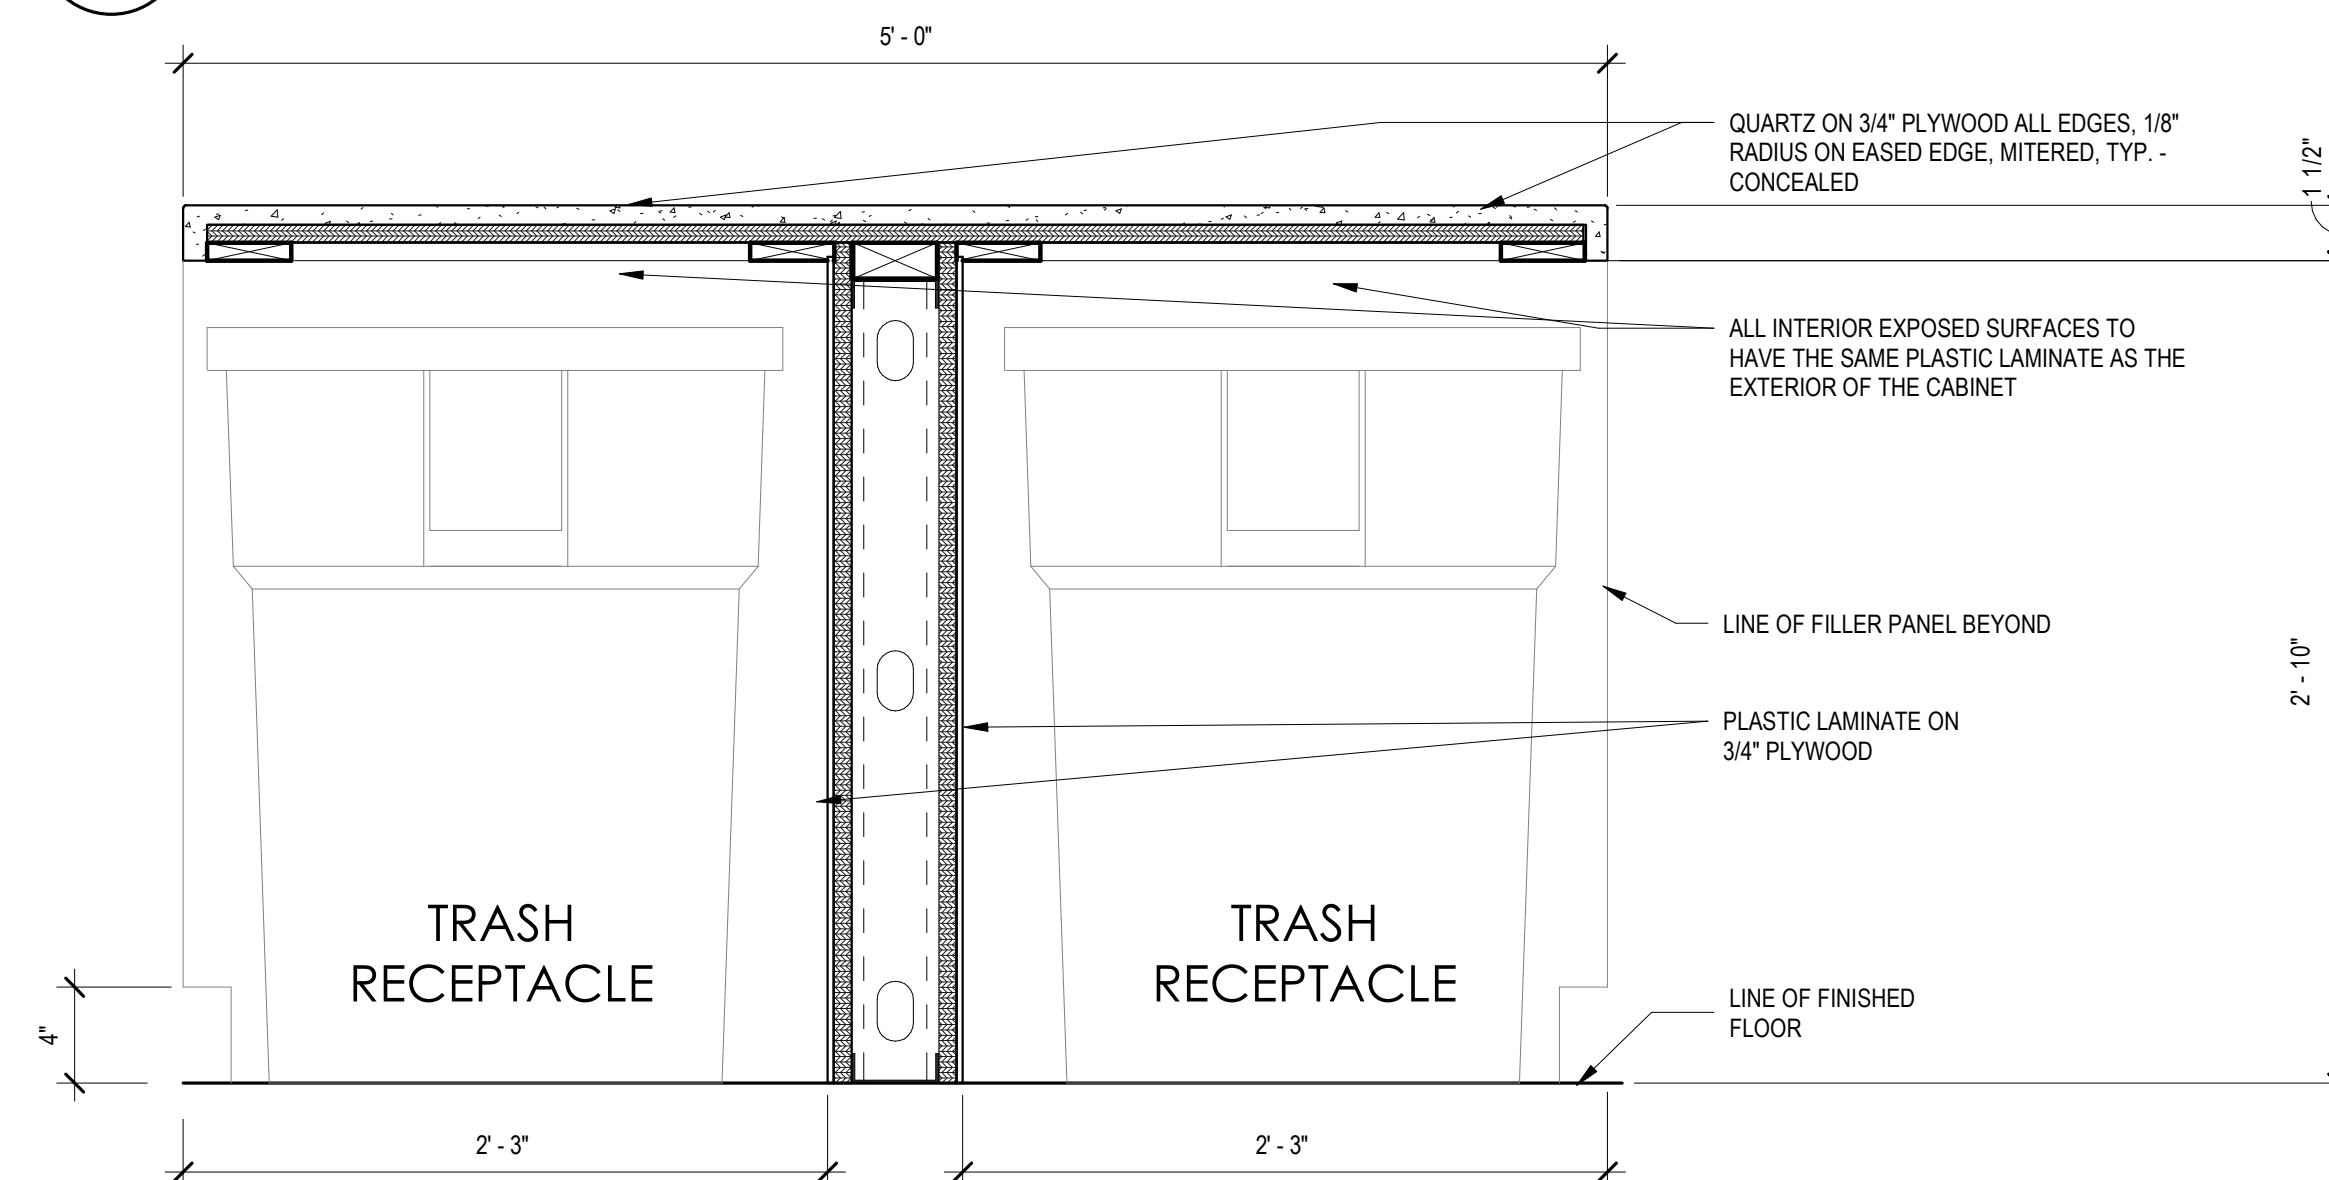 5' - 0"
QUARTZ ON 3/4" PLYWOOD ALL EDGES, 1/8"
RADIUS ON EASED EDGE, MITERED, TYP. -
CONCEALED
1 1/2"
ALL INTERIOR EXPOSED SURFACES TO
HAVE THE SAME PLASTIC LAMINATE AS THE
EXTERIOR OF THE CABINET
LINE OF FILLER PANEL BEYOND
2' - 10"
PLASTIC LAMINATE ON
3/4" PLYWOOD
TRASH
RECEPTACLE
TRASH
RECEPTACLE
LINE OF FINISHED
FLOOR
4"
2' - 3"
2' - 3"